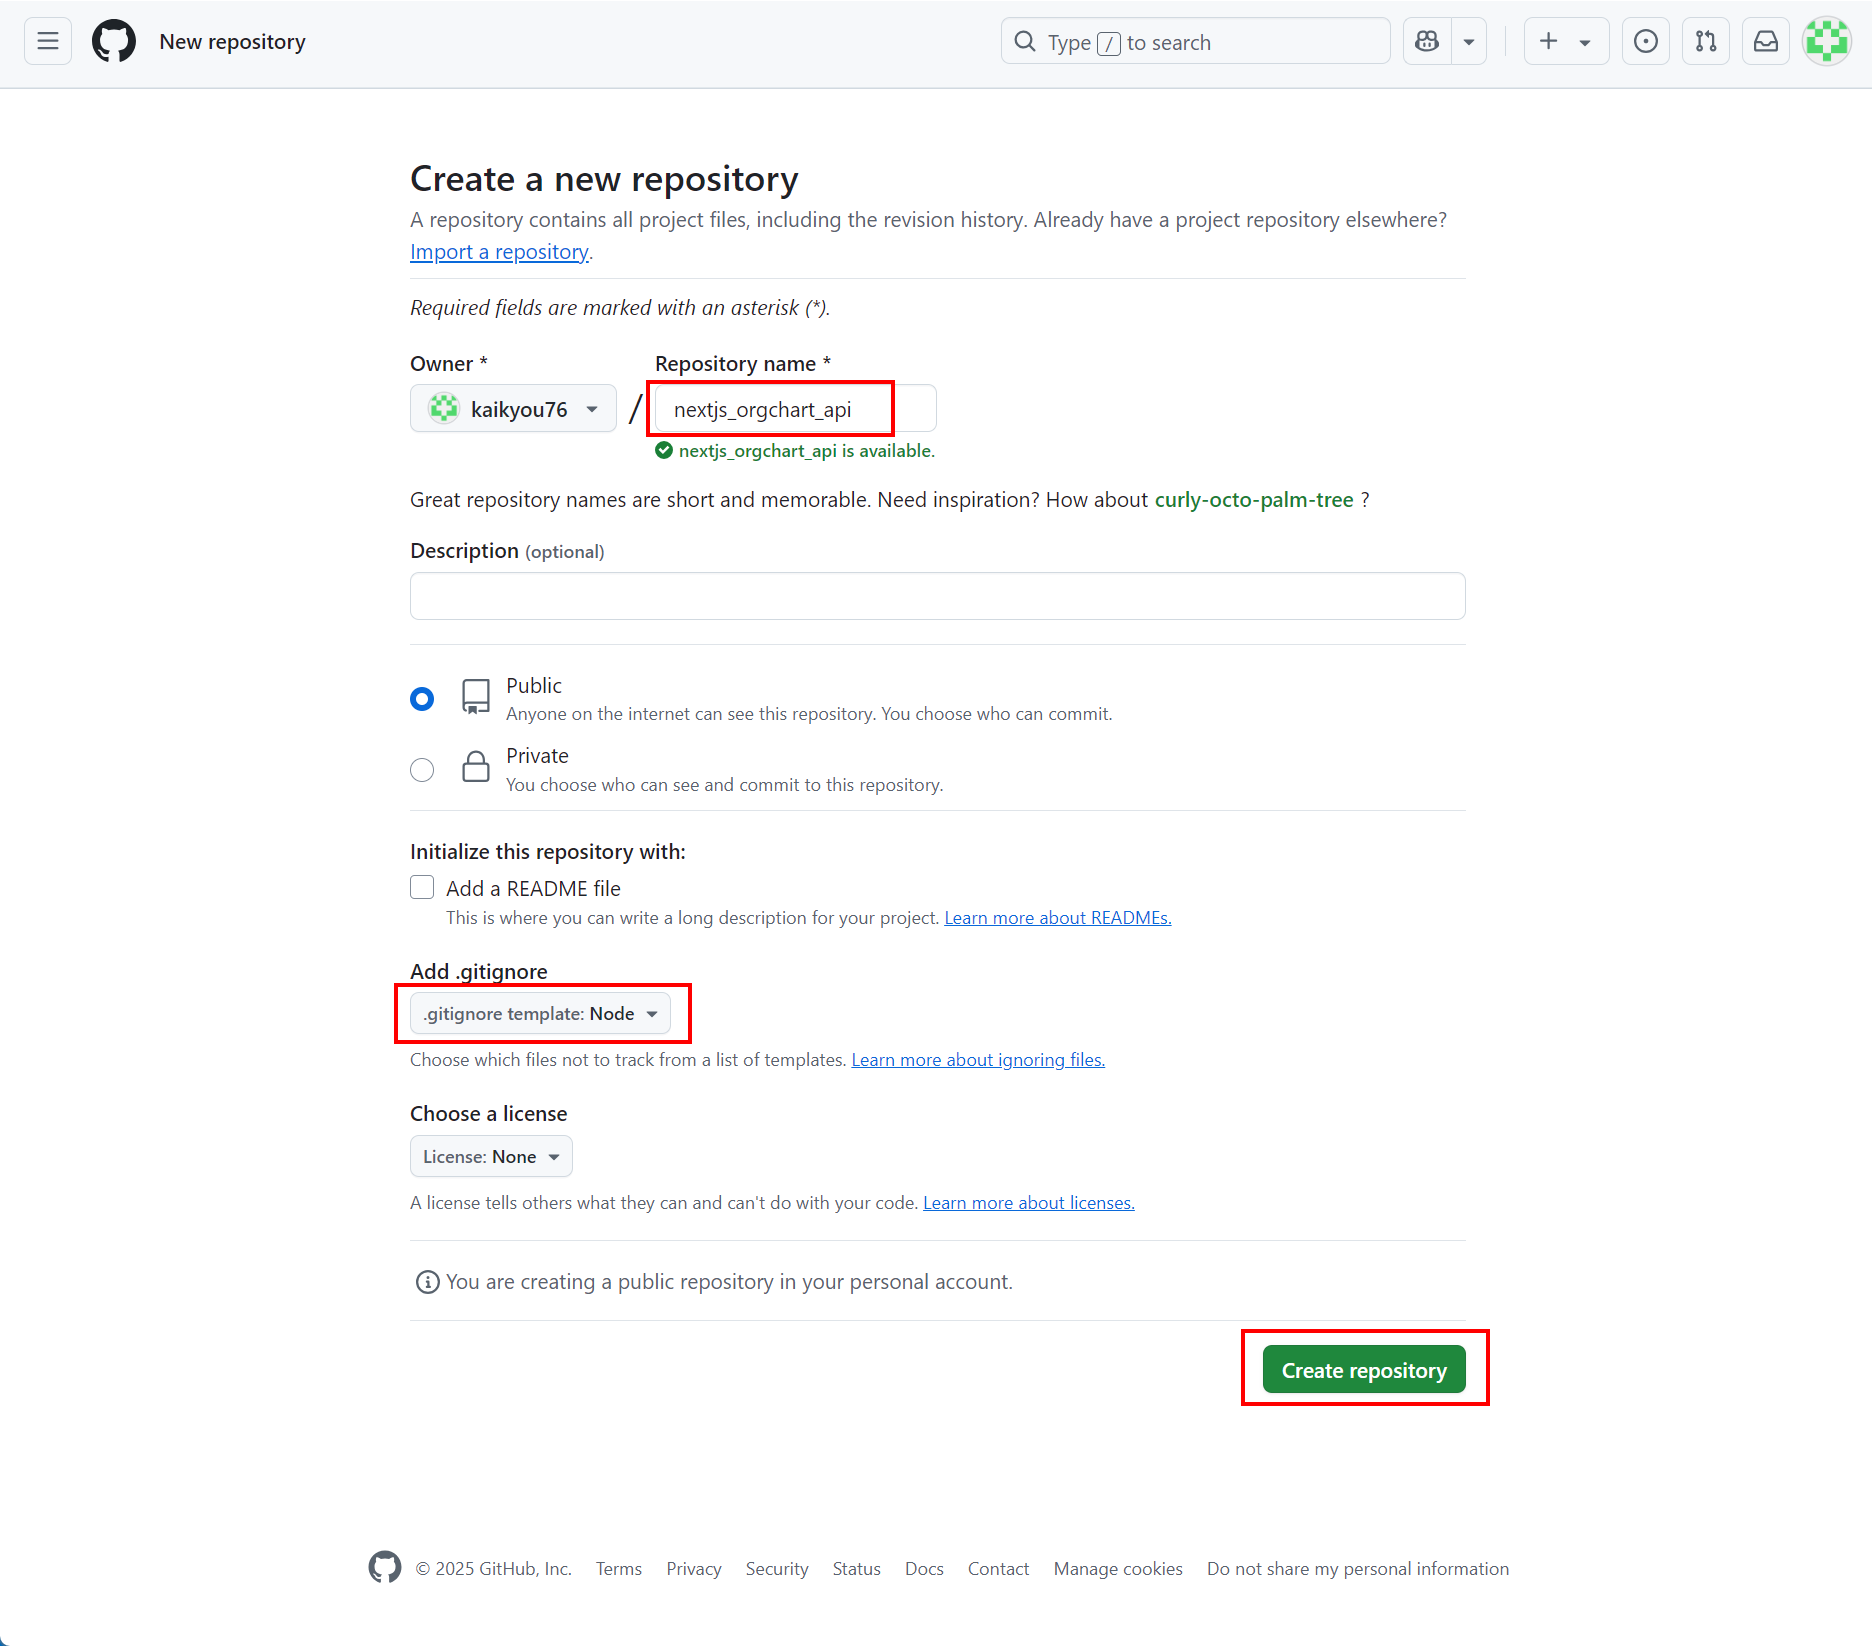 New repository
Type / to search
Create a new repository
A repository contains all project files, including the revision history. Already have a project repository elsewhere?
Import a repository.
Required fields are marked with an asterisk (*).
Owner *
Repository name *
kaikyou76
/
nextjs_orgchart_api
nextjs_orgchart_api is available.
Great repository names are short and memorable. Need inspiration? How about curly-octo-palm-tree ?
Description (optional)
Public
Anyone on the internet can see this repository. You choose who can commit.
Private
You choose who can see and commit to this repository.
Initialize this repository with:
Add a README file
This is where you can write a long description for your project. Learn more about READMEs.
Add .gitignore
.gitignore template: Node
Choose which files not to track from a list of templates. Learn more about ignoring files.
Choose a license
License: None
A license tells others what they can and can't do with your code. Learn more about licenses.
You are creating a public repository in your personal account.
Create repository
© 2025 GitHub, Inc. Terms Privacy Security Status Docs Contact Manage cookies Do not share my personal information